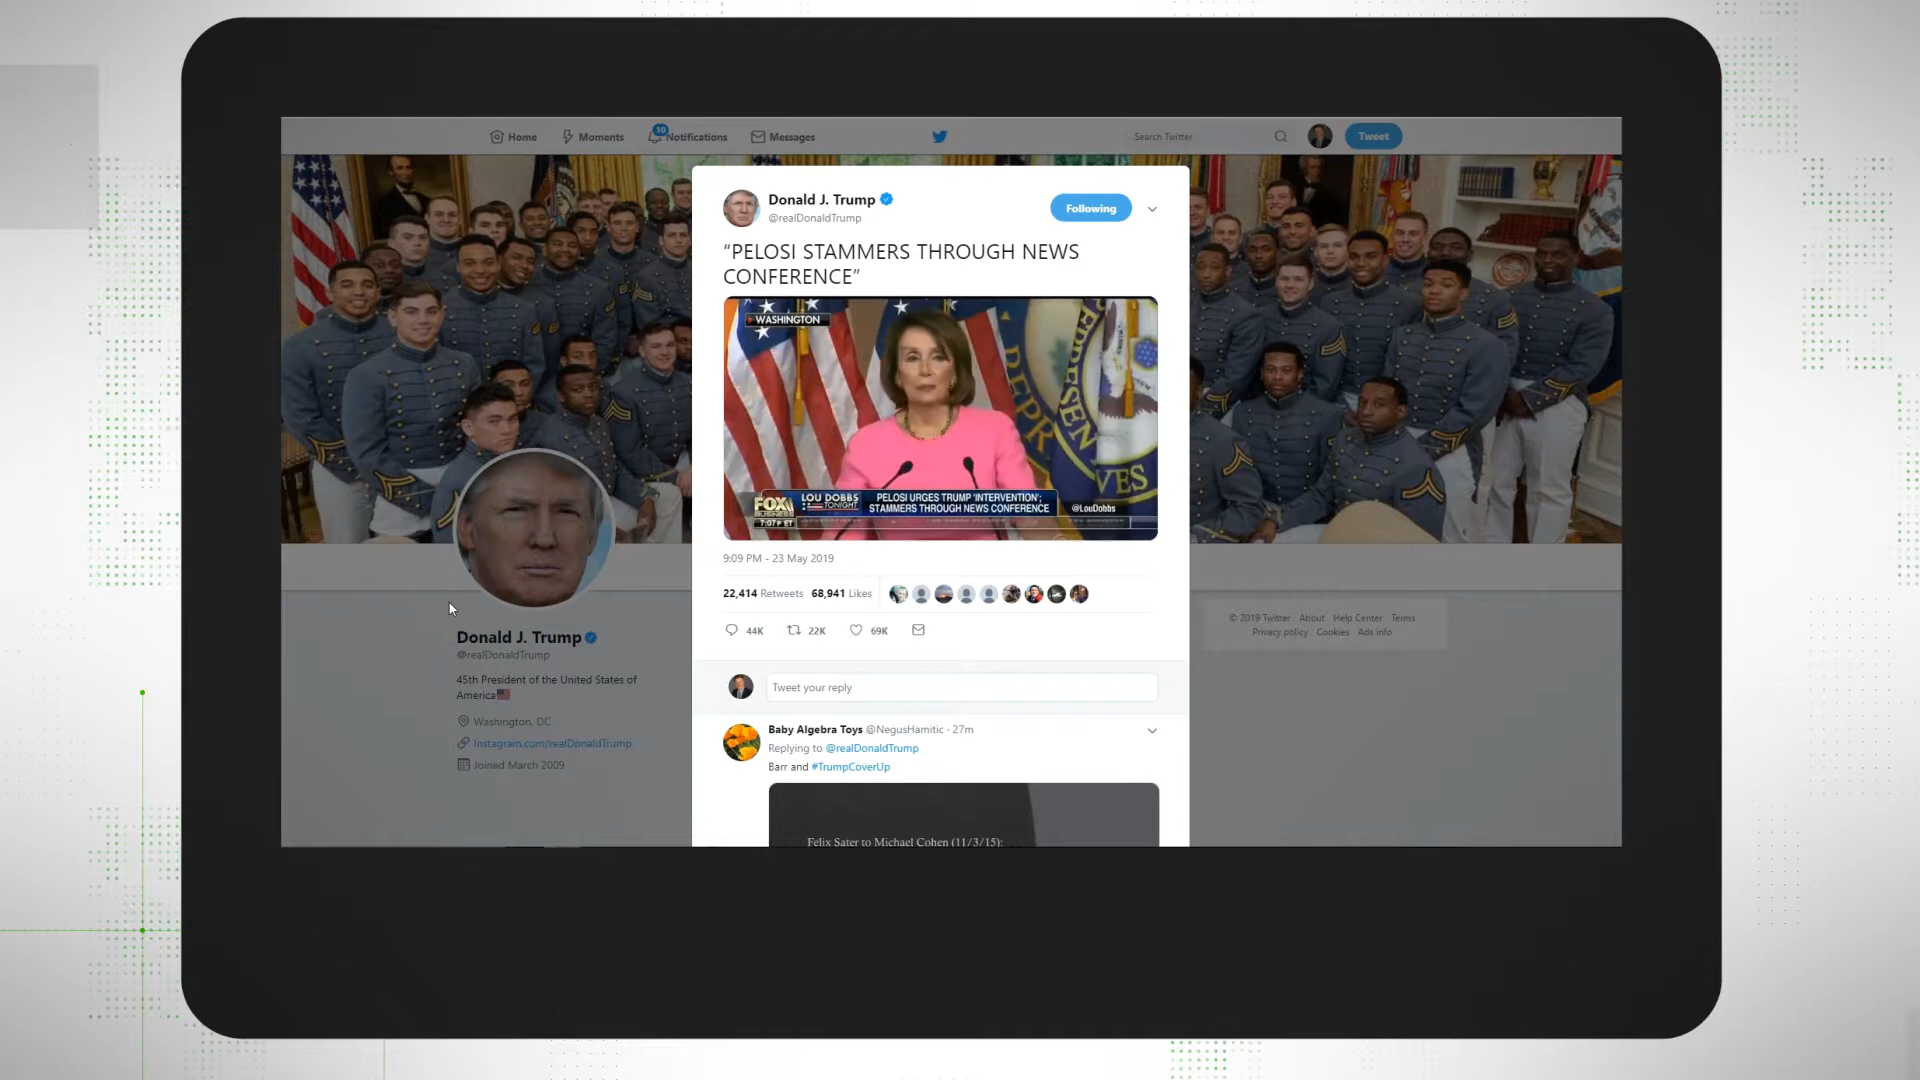 Home
Moments
10
Notifications
Messages
Search Twitter
Tweet
Donald J. Trump
@realDonaldTrump
Following
“PELOSI STAMMERS THROUGH NEWS
CONFERENCE”
WASHINGTON
FOX
BUSINESS
7:07P ET
LOU DOBBS
TONIGHT
PELOSI URGES TRUMP 'INTERVENTION';
STAMMERS THROUGH NEWS CONFERENCE
@LouDobbs
9:09 PM - 23 May 2019
22,414 Retweets 68,941 Likes
44K
22K
69K
Tweet your reply
Baby Algebra Toys @NegusHamitic · 27m
Replying to @realDonaldTrump
Barr and #TrumpCoverUp
Felix Sater to Michael Cohen (11/3/15):
Donald J. Trump
@realDonaldTrump
45th President of the United States of
America
Washington, DC
Instagram.com/realDonaldTrump
Joined March 2009
© 2019 Twitter About Help Center Terms
Privacy policy Cookies Ads info